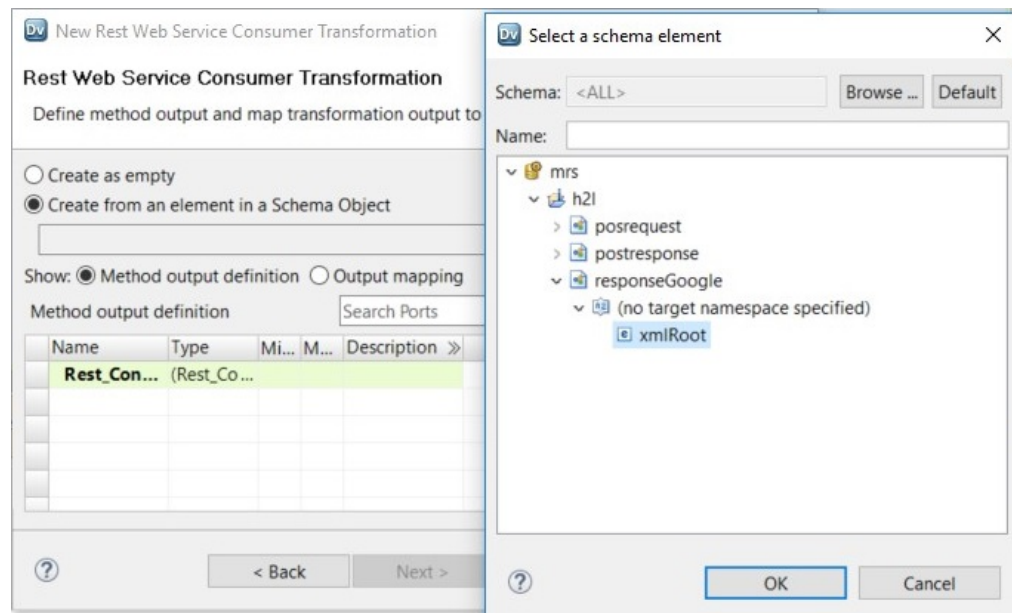 Dv New Rest Web Service Consumer Transformation
Rest Web Service Consumer Transformation
Define method output and map transformation output to
Create as empty
Create from an element in a Schema Object
Show: Method output definition Output mapping
Method output definition Search Ports
Name Type Mi... M... Description »
Rest_Con... (Rest_Co...
? < Back Next >
Dv Select a schema element
Schema: <ALL> Browse ... Default
Name:
mrs
h2l
posrequest
postresponse
responseGoogle
(no target namespace specified)
e xmlRoot
? OK Cancel